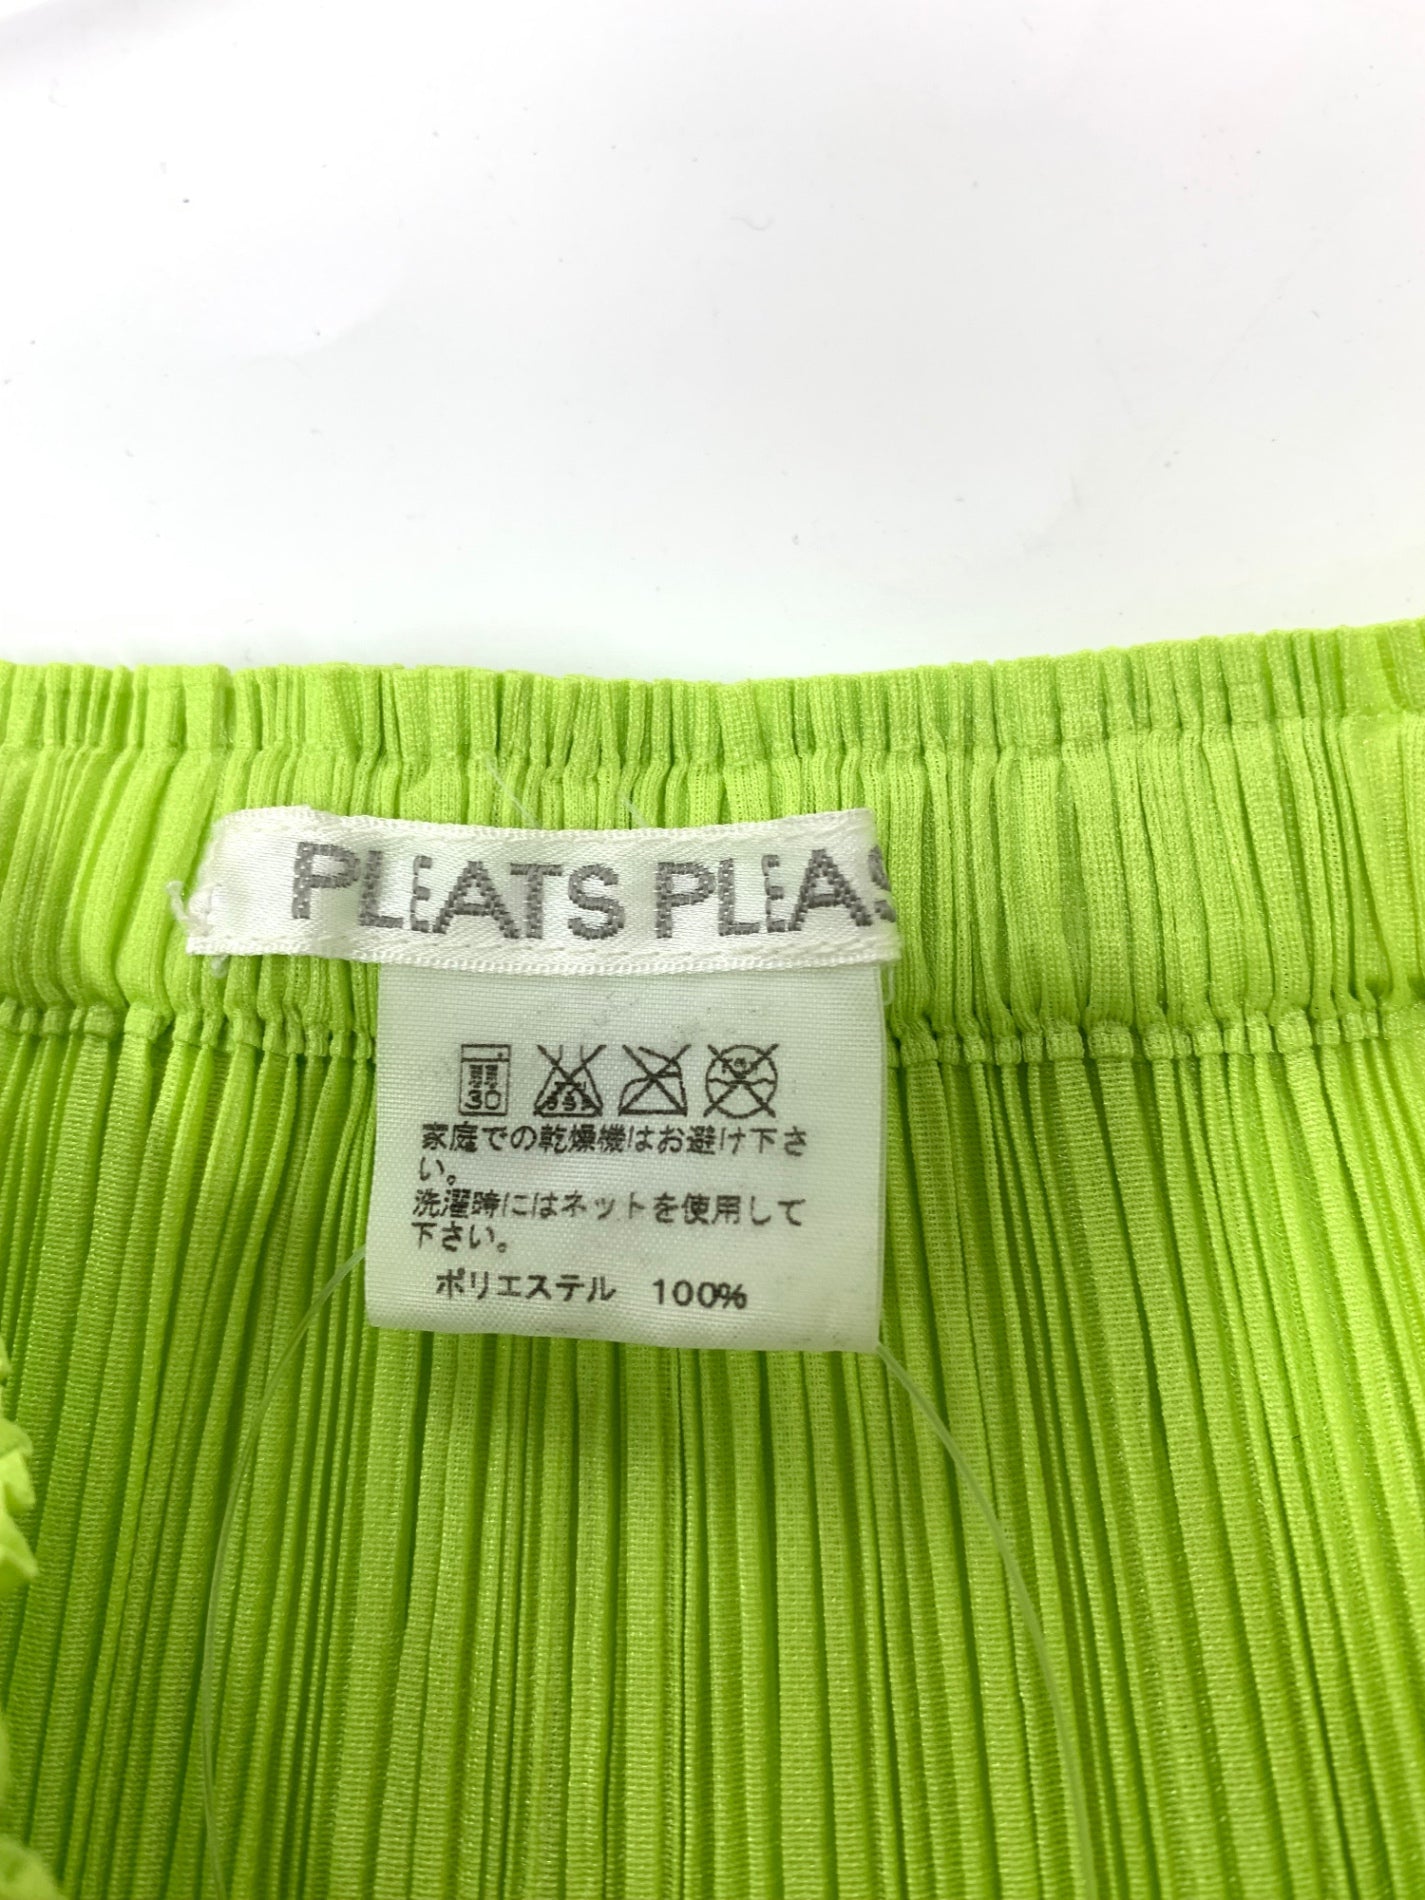 PLEATS PLEAS
30
家庭での乾燥機はお避け下さ
い。
洗濯時にはネットを使用して
下さい。
ポリエステル 100%